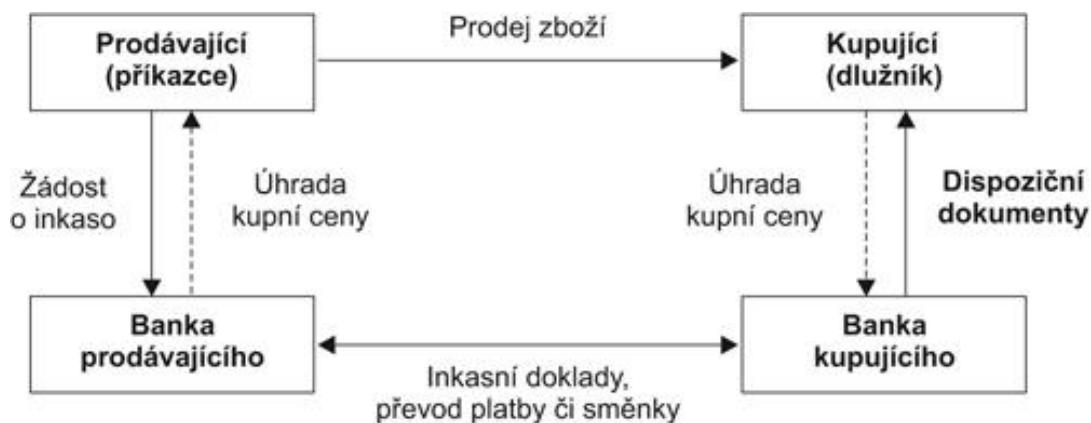 Prodávající
(příkazce)
Prodej zboží
Kupující
(dlužník)
Žádost
o inkaso
Úhrada
kupní ceny
Úhrada
kupní ceny
Dispoziční
dokumenty
Banka
prodávajícího
Inkasní doklady,
převod platby či směnky
Banka
kupujícího